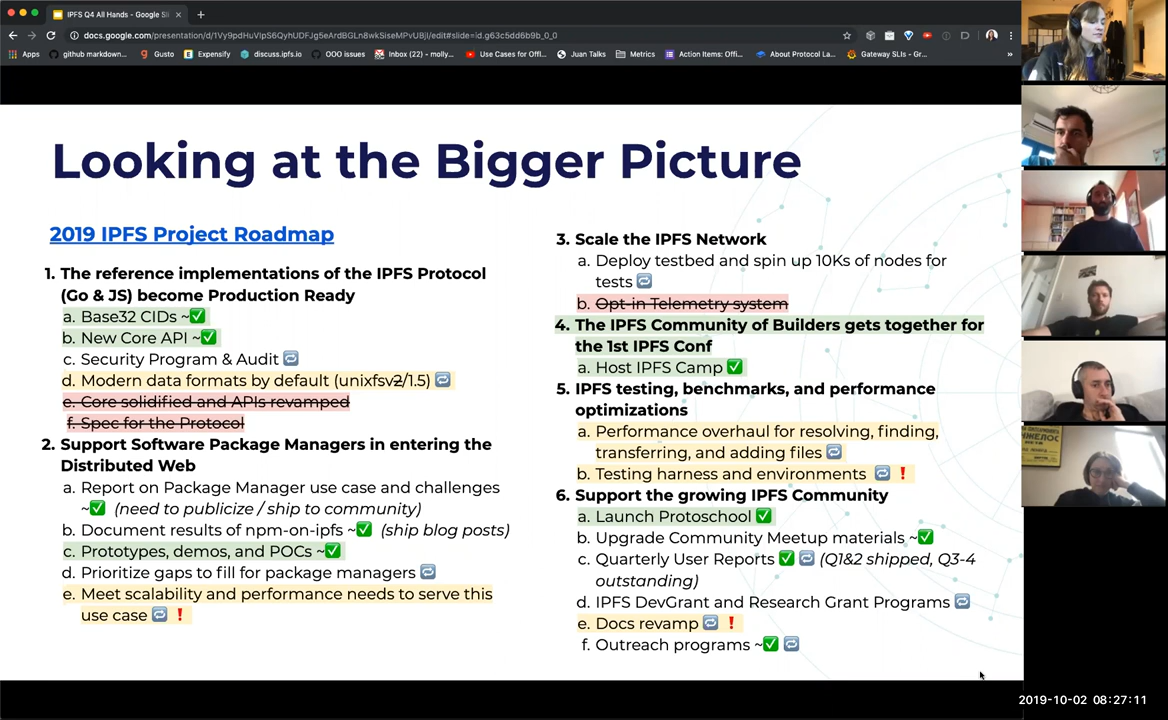 IPFS Q4 All Hands - Google Sli
docs.google.com/presentation/d/1Vy9pdHuVlpS6QyhUDFJg5eArdBGLn8wkSiseMPvUBjI/edit#slide=id.g63c5dd6b9b_0_0
Apps github markdown... Gusto Expensify discuss.ipfs.io OOO issues Inbox (22) - molly... Use Cases for Offl... Juan Talks Metrics Action Items: Offi... About Protocol La... Gateway SLIs - Gr... »
Looking at the Bigger Picture
2019 IPFS Project Roadmap
1. The reference implementations of the IPFS Protocol
(Go & JS) become Production Ready
a. Base32 CIDs ~✅
b. New Core API ~✅
c. Security Program & Audit 🔁
d. Modern data formats by default (unixfsv2/1.5) 🔁
e. Core solidified and APIs revamped
f. Spec for the Protocol
2. Support Software Package Managers in entering the
Distributed Web
a. Report on Package Manager use case and challenges
~✅ (need to publicize / ship to community)
b. Document results of npm-on-ipfs ~✅ (ship blog posts)
c. Prototypes, demos, and POCs ~✅
d. Prioritize gaps to fill for package managers 🔁
e. Meet scalability and performance needs to serve this
use case 🔁 ❗
3. Scale the IPFS Network
a. Deploy testbed and spin up 10Ks of nodes for
tests 🔁
b. Opt-in Telemetry system
4. The IPFS Community of Builders gets together for
the 1st IPFS Conf
a. Host IPFS Camp ✅
5. IPFS testing, benchmarks, and performance
optimizations
a. Performance overhaul for resolving, finding,
transferring, and adding files 🔁
b. Testing harness and environments 🔁 ❗
6. Support the growing IPFS Community
a. Launch Protoschool ✅
b. Upgrade Community Meetup materials ~✅
c. Quarterly User Reports ✅ 🔁 (Q1&2 shipped, Q3-4
outstanding)
d. IPFS DevGrant and Research Grant Programs 🔁
e. Docs revamp 🔁 ❗
f. Outreach programs ~✅ 🔁
2019-10-02 08:27:11